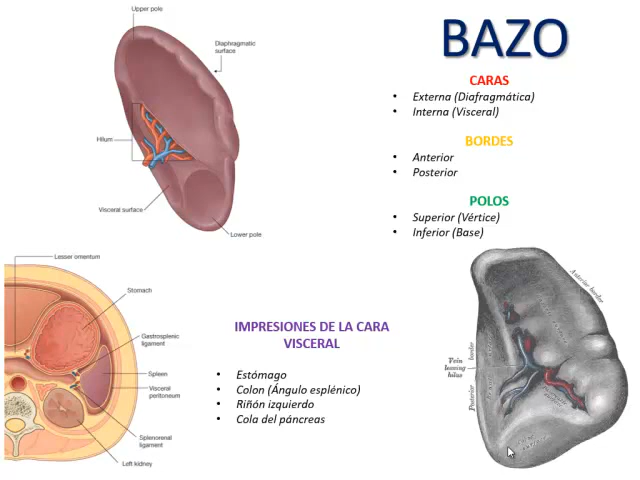 Upper pole
Diaphragmatic
surface
Hilum
Visceral surface
Lower pole
BAZO
CARAS
• Externa (Diafragmática)
• Interna (Visceral)
BORDES
• Anterior
• Posterior
POLOS
• Superior (Vértice)
• Inferior (Base)
Lesser omentum
Stomach
Gastrosplenic
ligament
Spleen
Visceral
peritoneum
Splenorenal
ligament
Left kidney
IMPRESIONES DE LA CARA
VISCERAL
• Estómago
• Colon (Ángulo esplénico)
• Riñón izquierdo
• Cola del páncreas
Anterior border
Vein
leaving
hilus
Posterior border